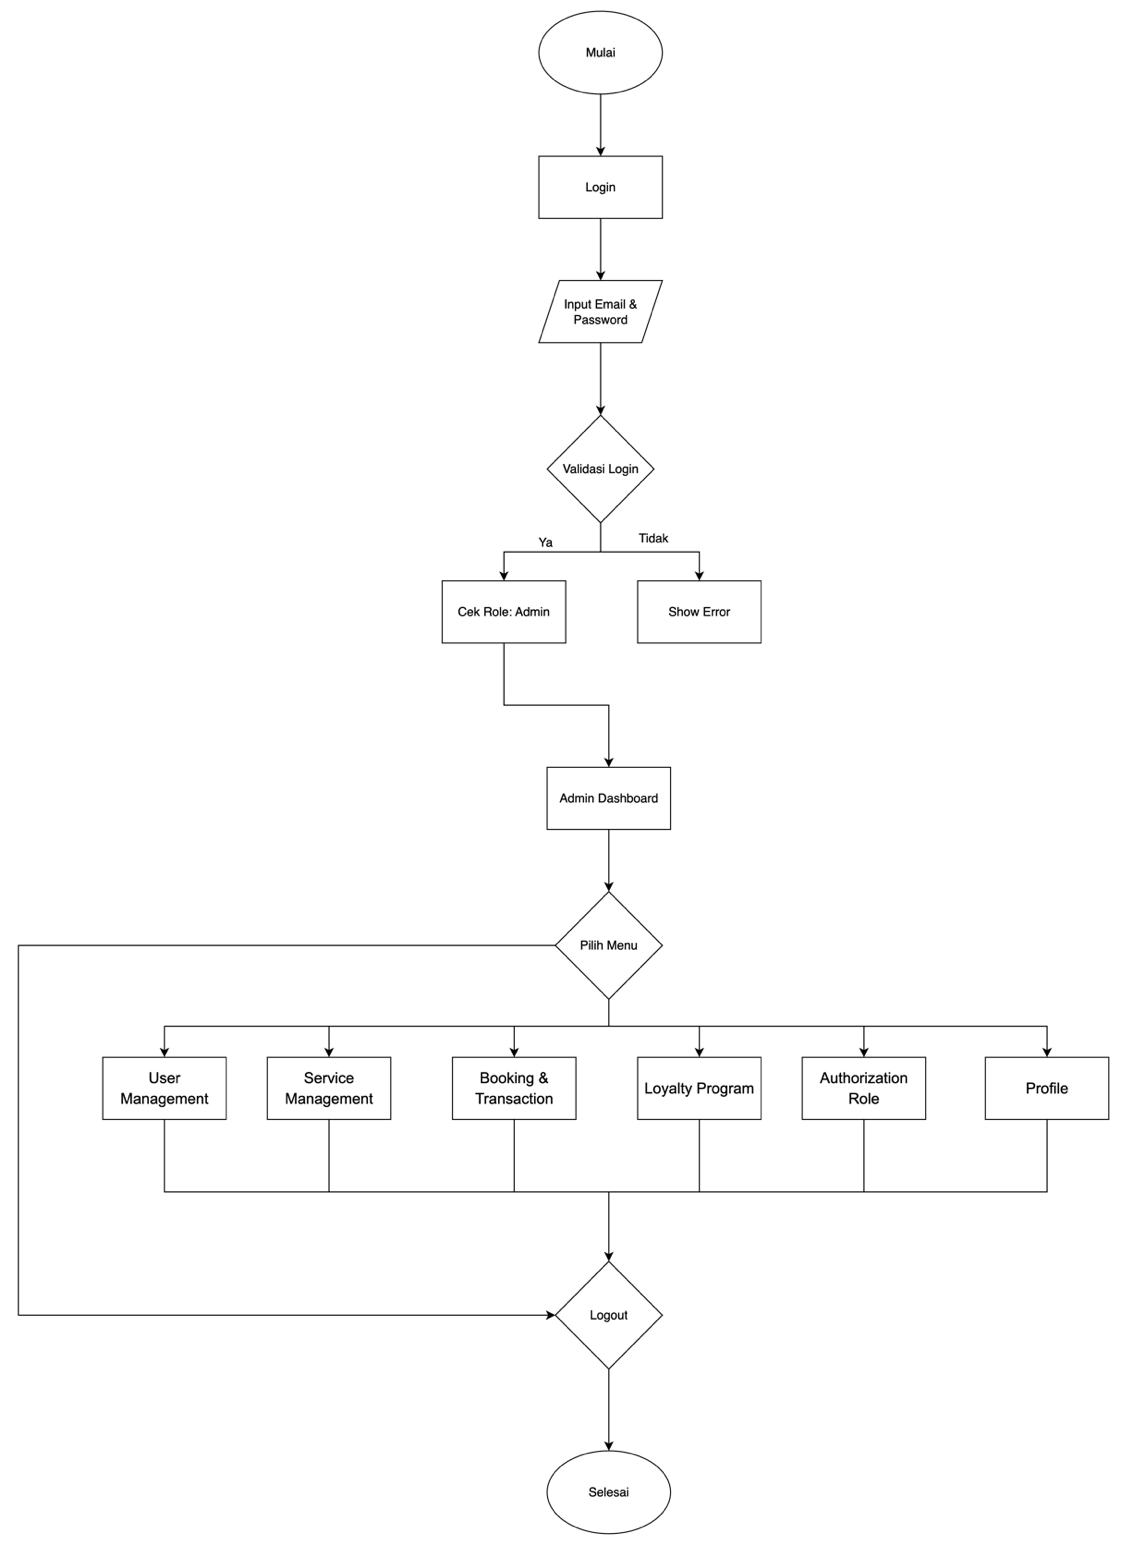 Mulai
Login
Input Email &
Password
Validasi Login
Ya
Tidak
Cek Role: Admin
Show Error
Admin Dashboard
Pilih Menu
User
Management
Service
Management
Booking &
Transaction
Loyalty Program
Authorization
Role
Profile
Logout
Selesai